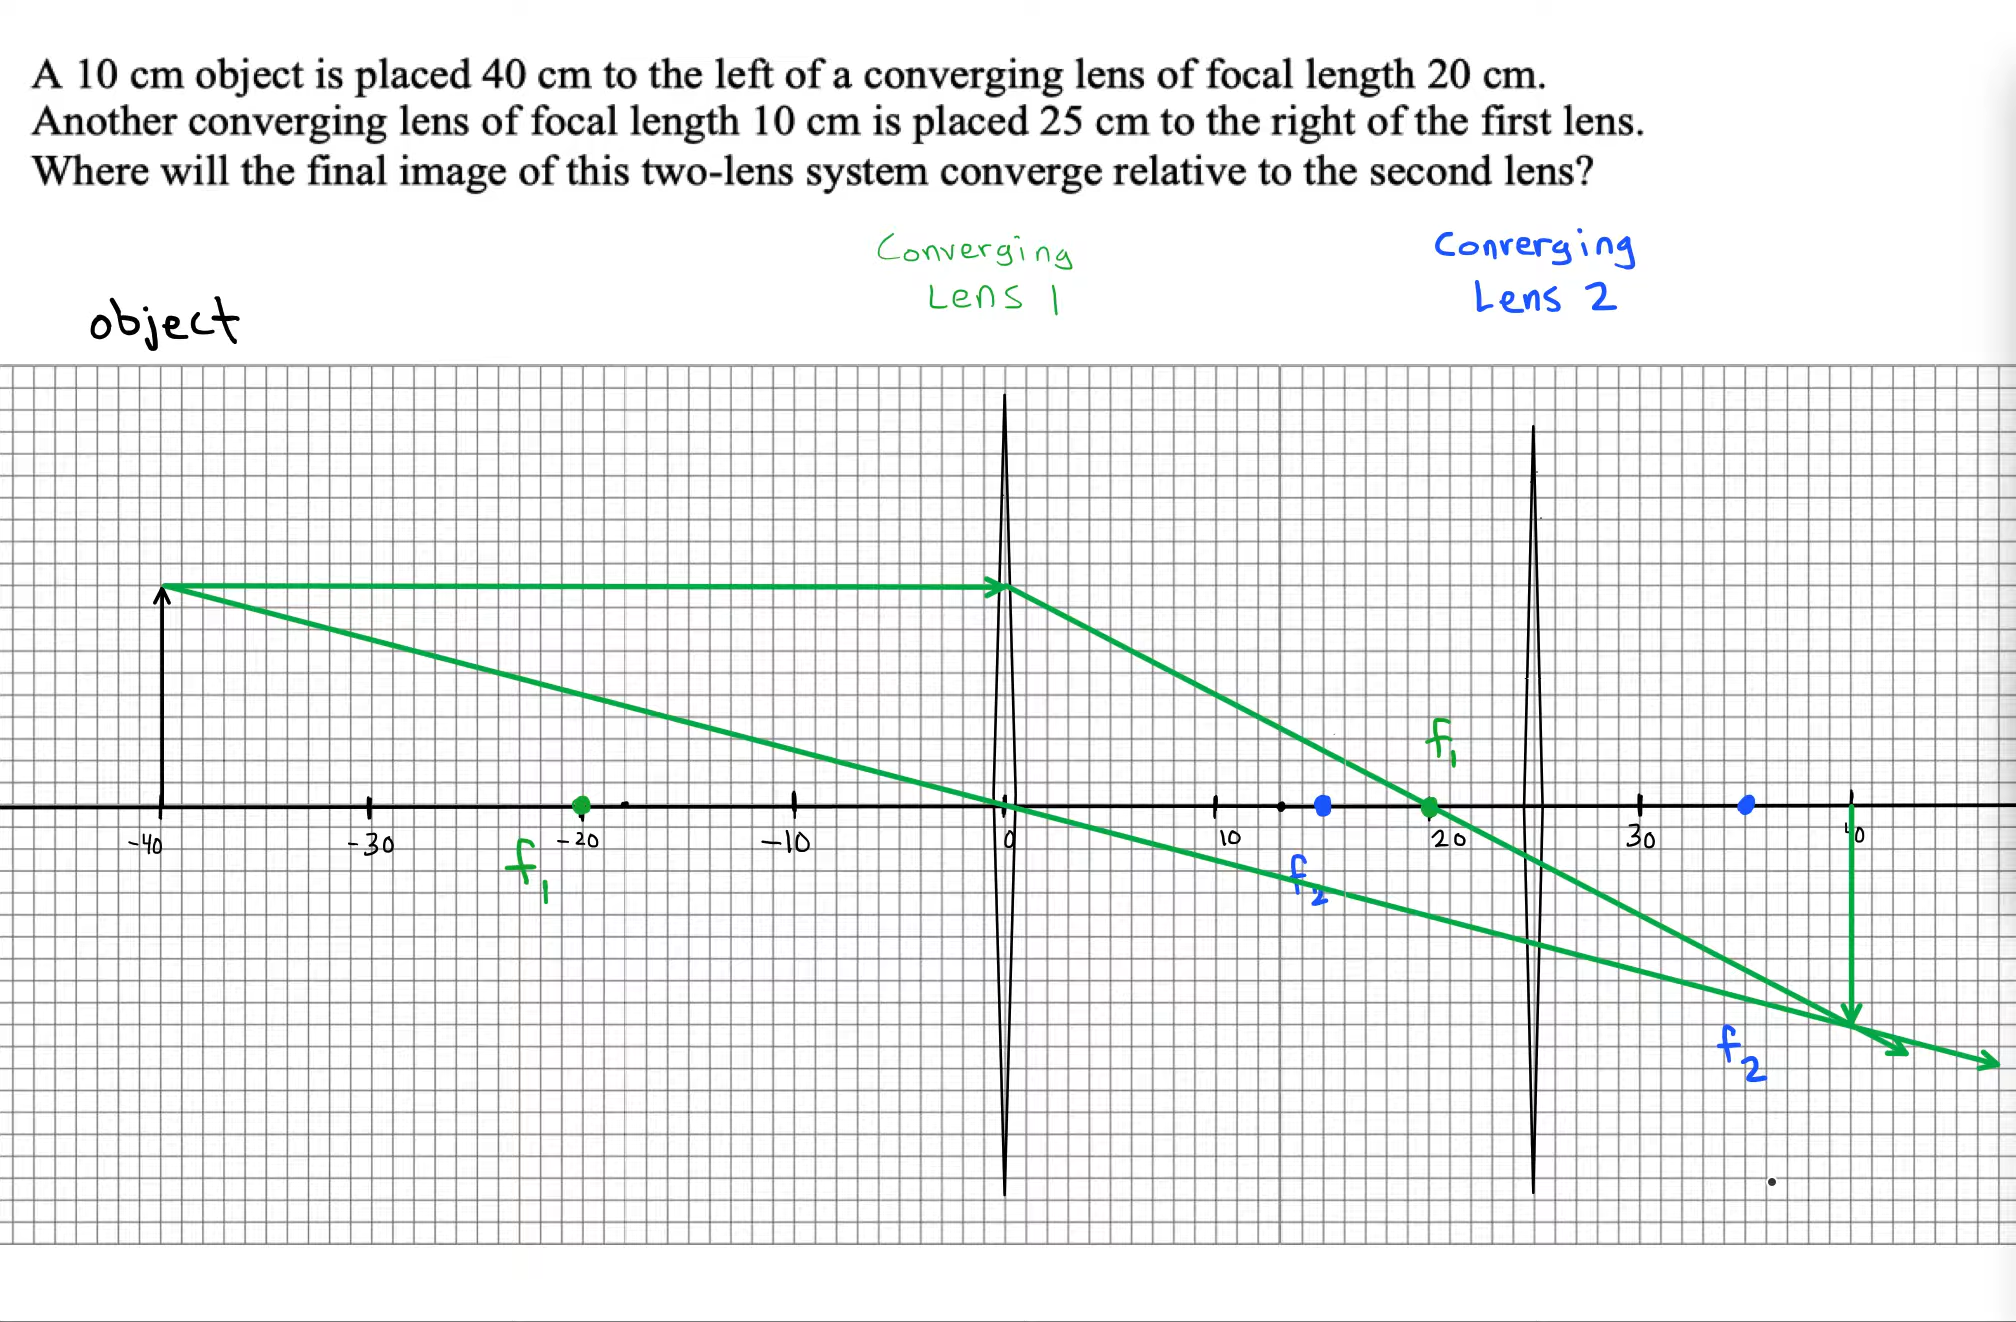 A 10 cm object is placed 40 cm to the left of a converging lens of focal length 20 cm.
Another converging lens of focal length 10 cm is placed 25 cm to the right of the first lens.
Where will the final image of this two-lens system converge relative to the second lens?
Converging
Lens 1
Converging
Lens 2
object
f1
-40
-30
-20
-10
0
10
20
30
40
f1
f2
f2